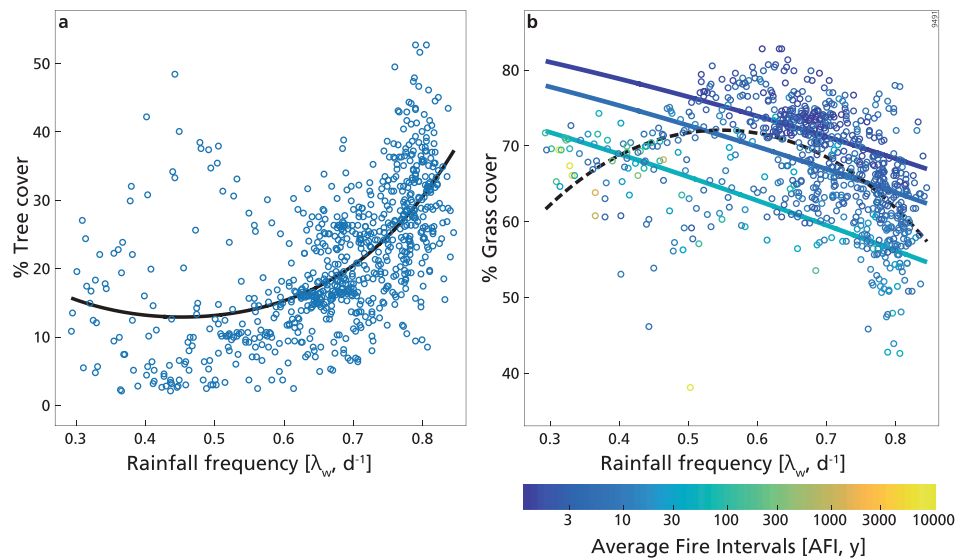 a
% Tree cover
50
40
30
20
10
0
0.3 0.4 0.5 0.6 0.7 0.8
Rainfall frequency [λw, d-1]
b
9491
% Grass cover
80
70
60
50
40
0.3 0.4 0.5 0.6 0.7 0.8
Rainfall frequency [λw, d-1]
3 10 30 100 300 1000 3000 10000
Average Fire Intervals [AFI, y]